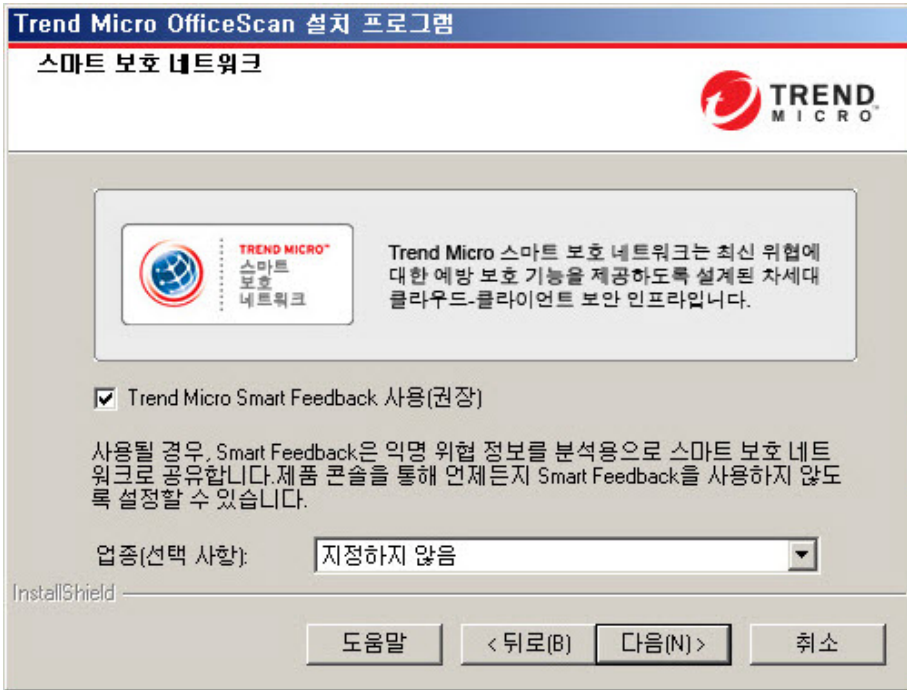 Trend Micro OfficeScan 설치 프로그램
스마트 보호 네트워크
TREND
MICRO
TREND MICRO™
스마트
보호
네트워크
Trend Micro 스마트 보호 네트워크는 최신 위협에
대한 예방 보호 기능을 제공하도록 설계된 차세대
클라우드-클라이언트 보안 인프라입니다.
Trend Micro Smart Feedback 사용(권장)
사용될 경우, Smart Feedback은 익명 위협 정보를 분석용으로 스마트 보호 네트
워크로 공유합니다.제품 콘솔을 통해 언제든지 Smart Feedback을 사용하지 않도
록 설정할 수 있습니다.
업종(선택 사항): 지정하지 않음
InstallShield
도움말 < 뒤로(B) 다음(N) > 취소